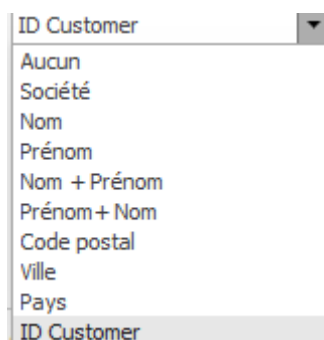 ID Customer
Aucun
Société
Nom
Prénom
Nom + Prénom
Prénom+ Nom
Code postal
Ville
Pays
ID Customer